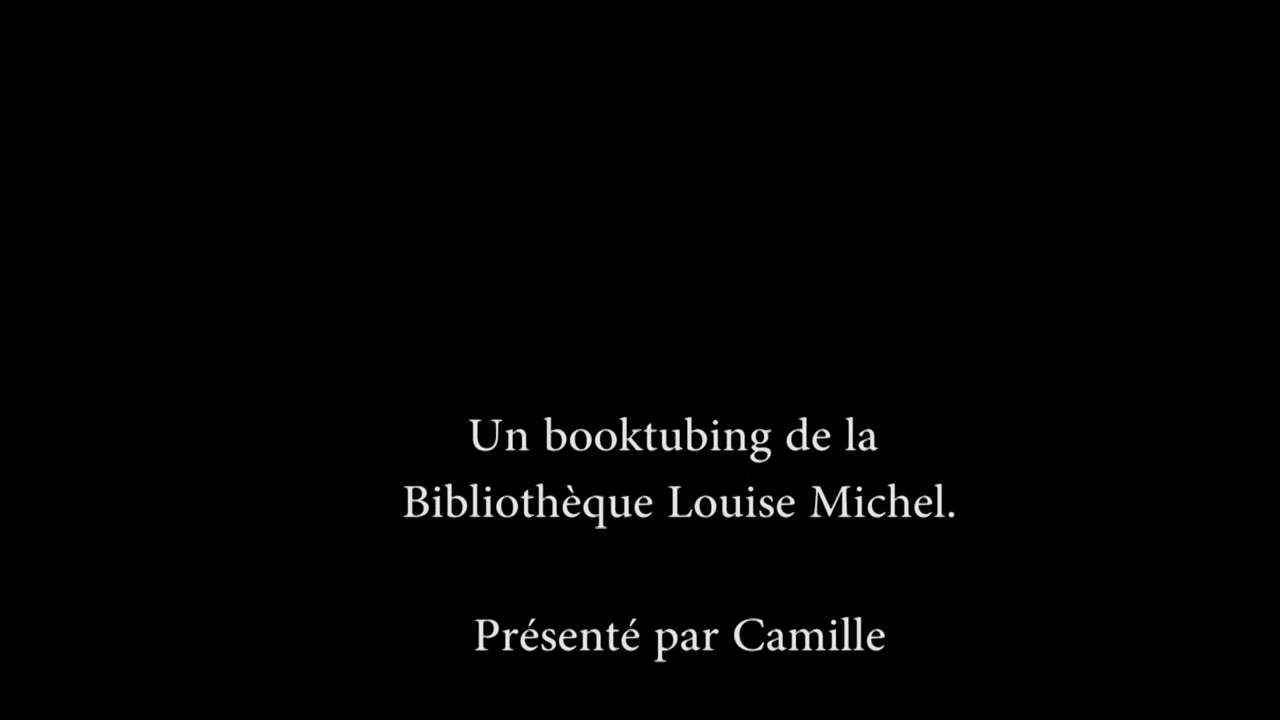 Un booktubing de la
Bibliothèque Louise Michel.
Présenté par Camille